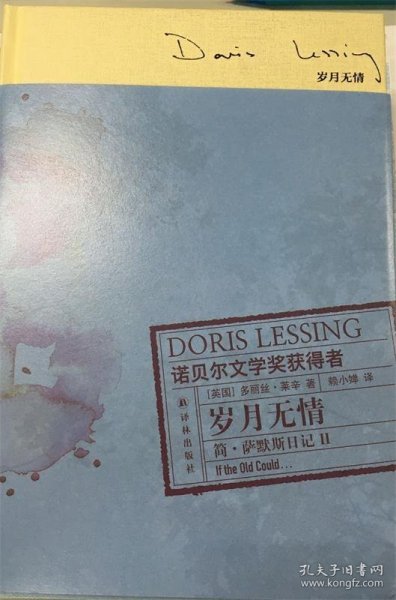 Doris Lessing
岁月无情
DORIS LESSING
诺贝尔文学奖获得者
[英国] 多丽丝·莱辛 著 赖小婵 译
译林出版社
岁月无情
简·萨默斯日记 II
If the Old Could...
孔夫子旧书网
www.kongfz.com